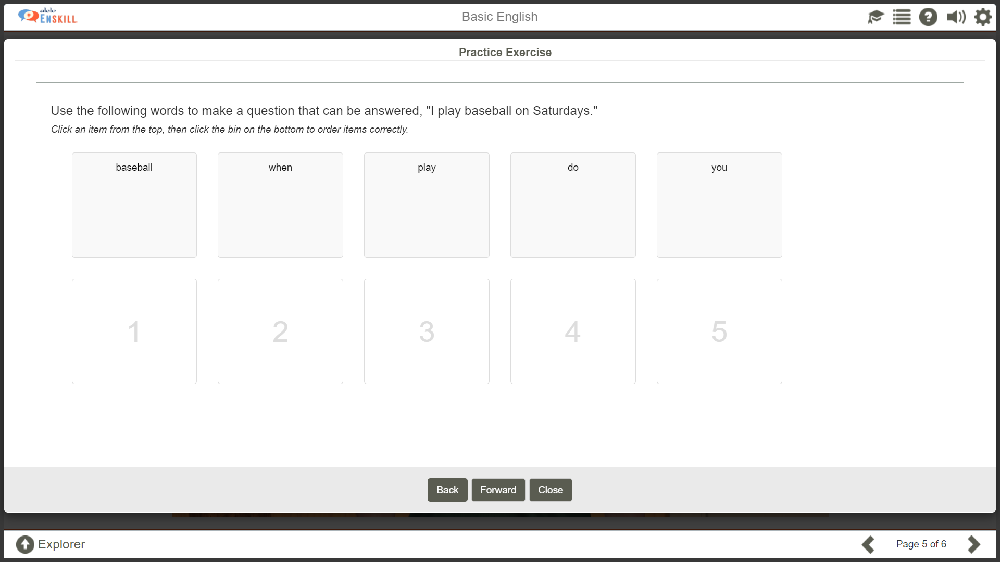 alelo
ENSKILL.
Basic English
Practice Exercise
Use the following words to make a question that can be answered, "I play baseball on Saturdays."
Click an item from the top, then click the bin on the bottom to order items correctly.
baseball when play do you
1 2 3 4 5
Back Forward Close
Explorer Page 5 of 6